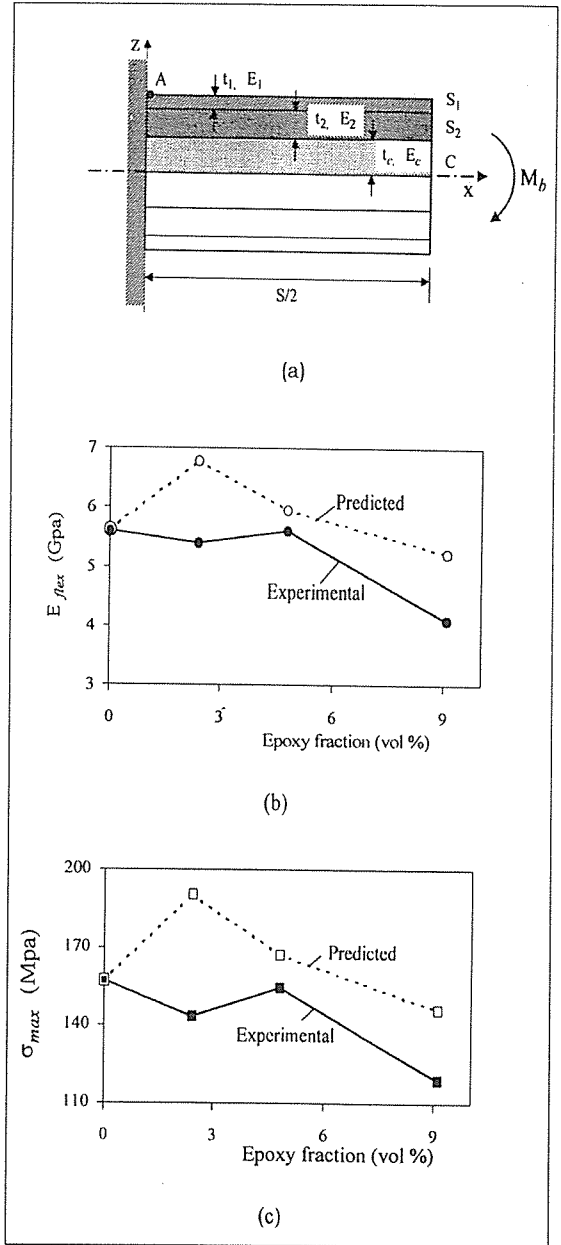 Z
A
t1, E1
S1
t2, E2
S2
tc, Ec
C
x
Mb
S/2
(a)
7
6
5
4
3
E flex (Gpa)
Predicted
Experimental
0
3
6
9
Epoxy fraction (vol %)
(b)
200
170
140
110
σmax (Mpa)
Predicted
Experimental
0
3
6
9
Epoxy fraction (vol %)
(c)